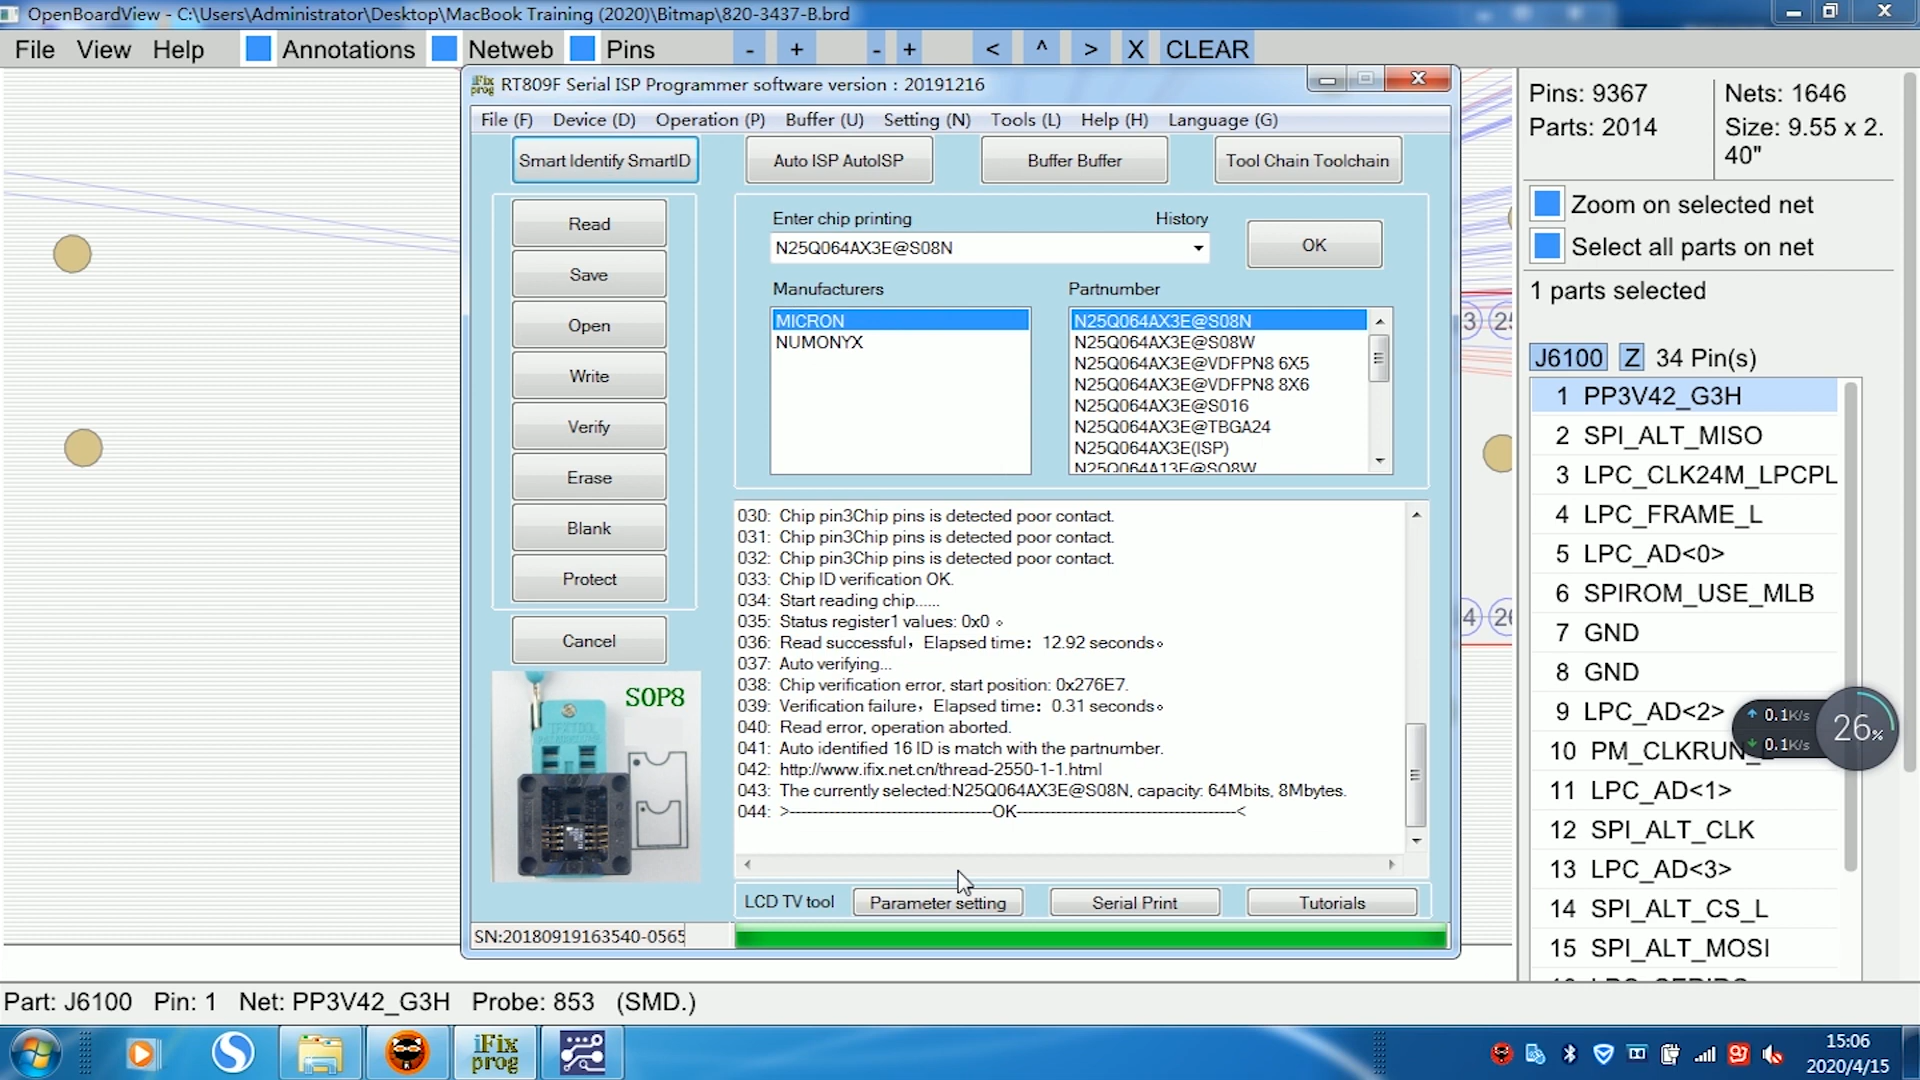 OpenBoardView - C:\Users\Administrator\Desktop\MacBook Training (2020)\Bitmap\820-3437-B.brd
File View Help Annotations Netweb Pins - + - + < ^ > X CLEAR
iFix prog RT809F Serial ISP Programmer software version : 20191216
File (F) Device (D) Operation (P) Buffer (U) Setting (N) Tools (L) Help (H) Language (G)
Smart Identify SmartID Auto ISP AutoISP Buffer Buffer Tool Chain Toolchain
Read
Save
Open
Write
Verify
Erase
Blank
Protect
Cancel
SOP8
SN:20180919163540-0565
Enter chip printing History
N25Q064AX3E@S08N OK
Manufacturers
MICRON
NUMONYX
Partnumber
N25Q064AX3E@S08N
N25Q064AX3E@S08W
N25Q064AX3E@VDFPN8 6X5
N25Q064AX3E@VDFPN8 8X6
N25Q064AX3E@S016
N25Q064AX3E@TBGA24
N25Q064AX3E(ISP)
N25Q064A13E@SO8W
030: Chip pin3Chip pins is detected poor contact.
031: Chip pin3Chip pins is detected poor contact.
032: Chip pin3Chip pins is detected poor contact.
033: Chip ID verification OK.
034: Start reading chip......
035: Status register1 values: 0x0 。
036: Read successful，Elapsed time：12.92 seconds。
037: Auto verifying...
038: Chip verification error, start position: 0x276E7.
039: Verification failure，Elapsed time：0.31 seconds。
040: Read error, operation aborted.
041: Auto identified 16 ID is match with the partnumber.
042: http://www.ifix.net.cn/thread-2550-1-1.html
043: The currently selected:N25Q064AX3E@S08N, capacity: 64Mbits, 8Mbytes.
044: >-----------------------------------OK--------------------------------------<
LCD TV tool Parameter setting Serial Print Tutorials
Pins: 9367 Nets: 1646
Parts: 2014 Size: 9.55 x 2.
40"
Zoom on selected net
Select all parts on net
1 parts selected
J6100 Z 34 Pin(s)
1 PP3V42_G3H
2 SPI_ALT_MISO
3 LPC_CLK24M_LPCPL
4 LPC_FRAME_L
5 LPC_AD<0>
6 SPIROM_USE_MLB
7 GND
8 GND
9 LPC_AD<2>
10 PM_CLKRUN_
11 LPC_AD<1>
12 SPI_ALT_CLK
13 LPC_AD<3>
14 SPI_ALT_CS_L
15 SPI_ALT_MOSI
0.1K/s
0.1K/s
26%
Part: J6100 Pin: 1 Net: PP3V42_G3H Probe: 853 (SMD.)
iFix prog
15:06
2020/4/15